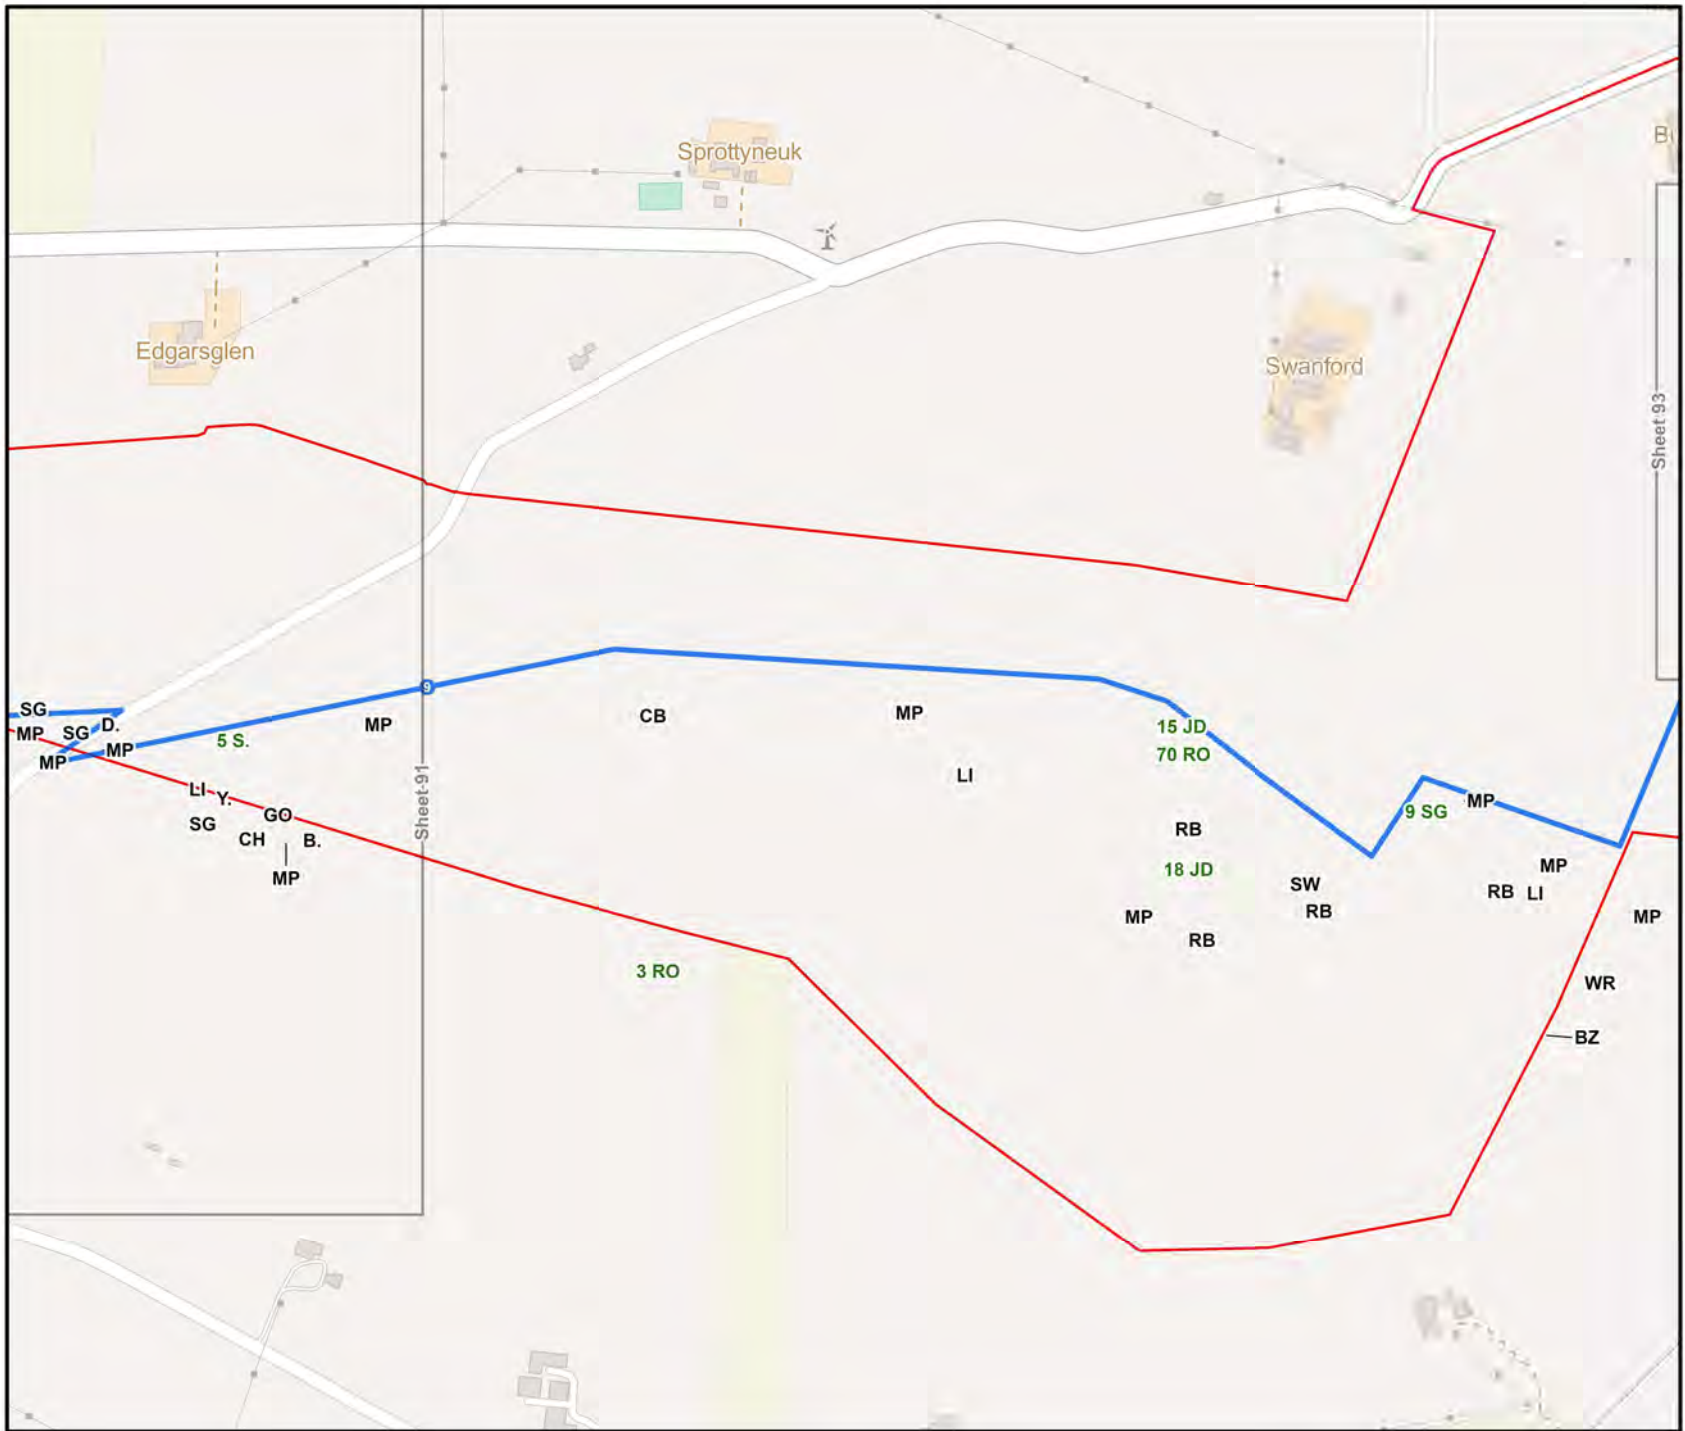 Bu
Sprottyneuk
Edgarsglen
Swanford
Sheet 93
9
SG
MP
SG
D.
MP
MP
5 S.
MP
CB
MP
15 JD
70 RO
LI
Sheet 91
LI
Y.
GO
SG
CH
B.
MP
RB
18 JD
9 SG
MP
SW
RB
MP
RB
MP
RB
LI
MP
3 RO
WR
BZ